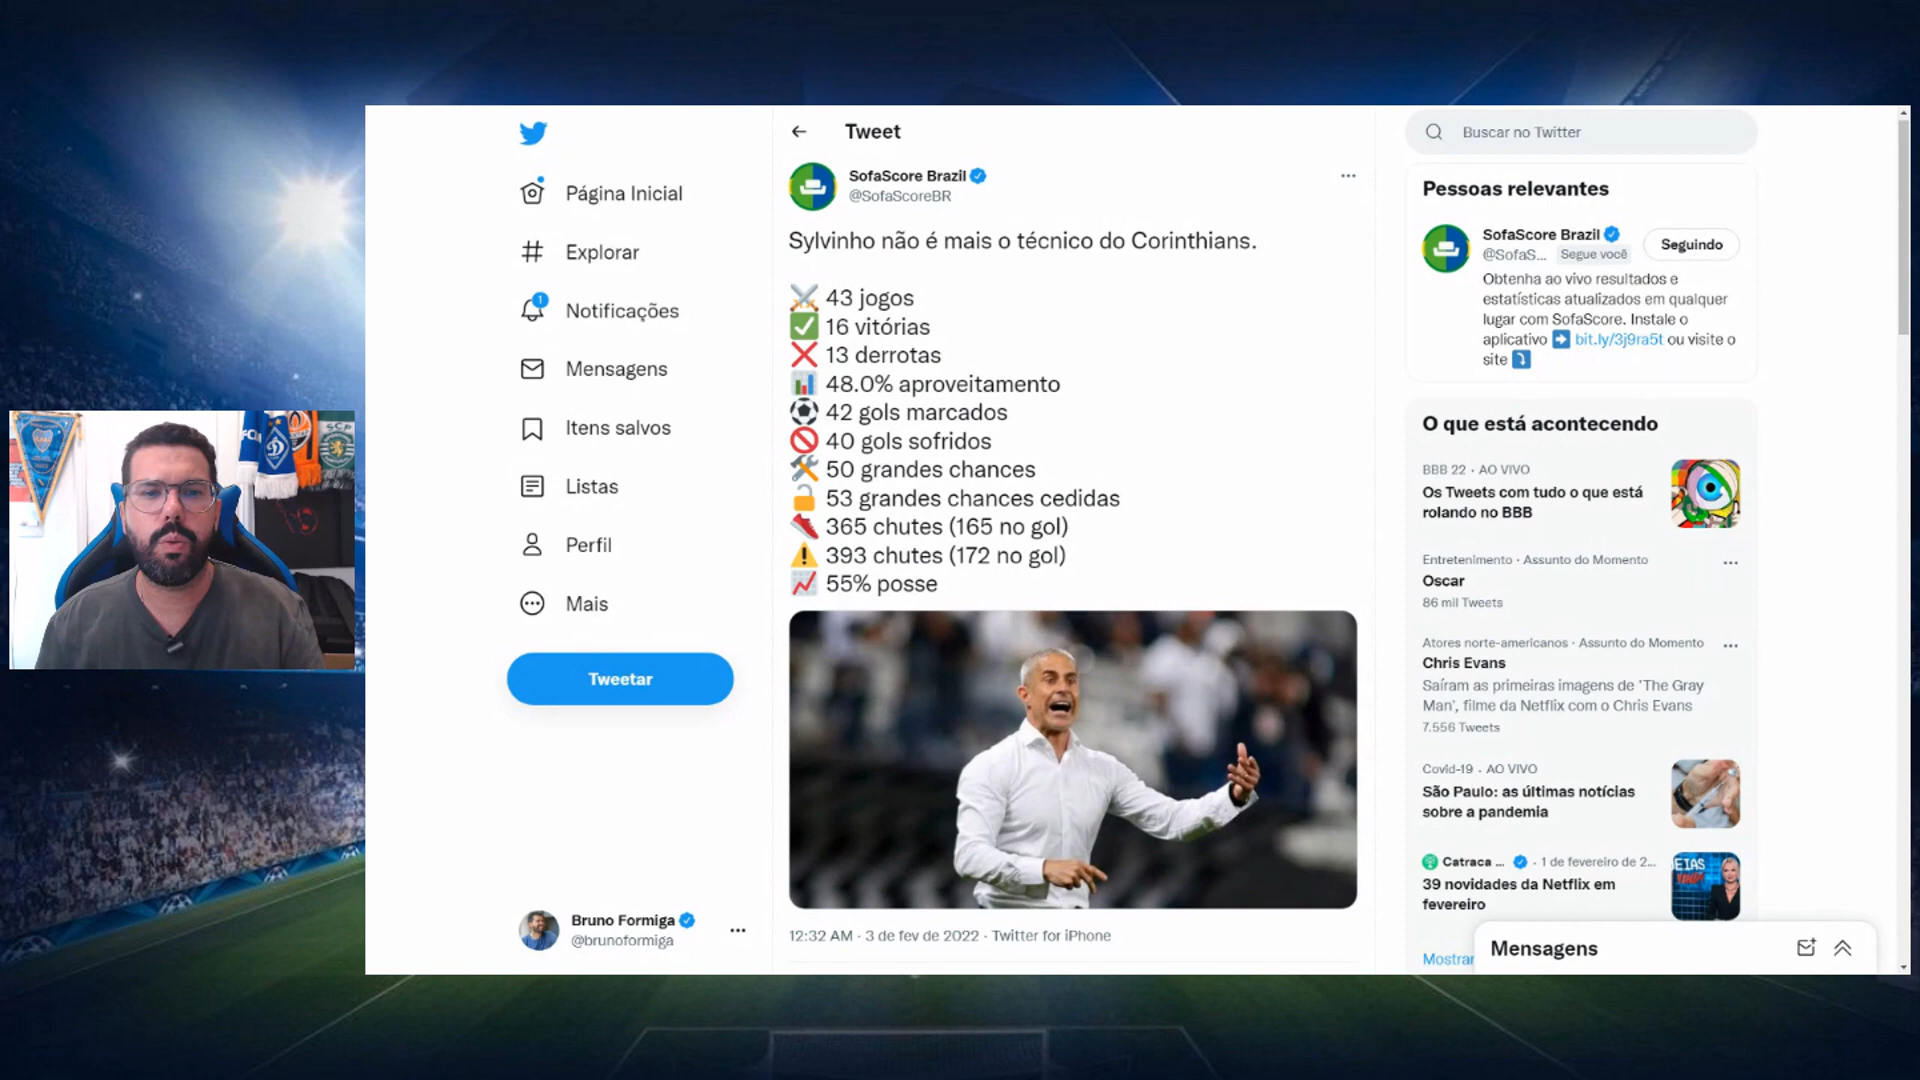 Página Inicial
Explorar
1
Notificações
Mensagens
Itens salvos
Listas
Perfil
Mais
Tweetar
Bruno Formiga
@brunoformiga
Tweet
SofaScore Brazil
@SofaScoreBR
Sylvinho não é mais o técnico do Corinthians.
43 jogos
16 vitórias
13 derrotas
48.0% aproveitamento
42 gols marcados
40 gols sofridos
50 grandes chances
53 grandes chances cedidas
365 chutes (165 no gol)
393 chutes (172 no gol)
55% posse
12:32 AM · 3 de fev de 2022 · Twitter for iPhone
Buscar no Twitter
Pessoas relevantes
SofaScore Brazil
@SofaS... Segue você
Seguindo
Obtenha ao vivo resultados e
estatísticas atualizados em qualquer
lugar com SofaScore. Instale o
aplicativo ➡ bit.ly/3j9ra5t ou visite o
site ⤵
O que está acontecendo
BBB 22 · AO VIVO
Os Tweets com tudo o que está
rolando no BBB
Entretenimento · Assunto do Momento
Oscar
86 mil Tweets
Atores norte-americanos · Assunto do Momento
Chris Evans
Saíram as primeiras imagens de 'The Gray
Man', filme da Netflix com o Chris Evans
7.556 Tweets
Covid-19 · AO VIVO
São Paulo: as últimas notícias
sobre a pandemia
Catraca ... · 1 de fevereiro de 2...
39 novidades da Netflix em
fevereiro
EIAS
Mostrar
Mensagens
SCP